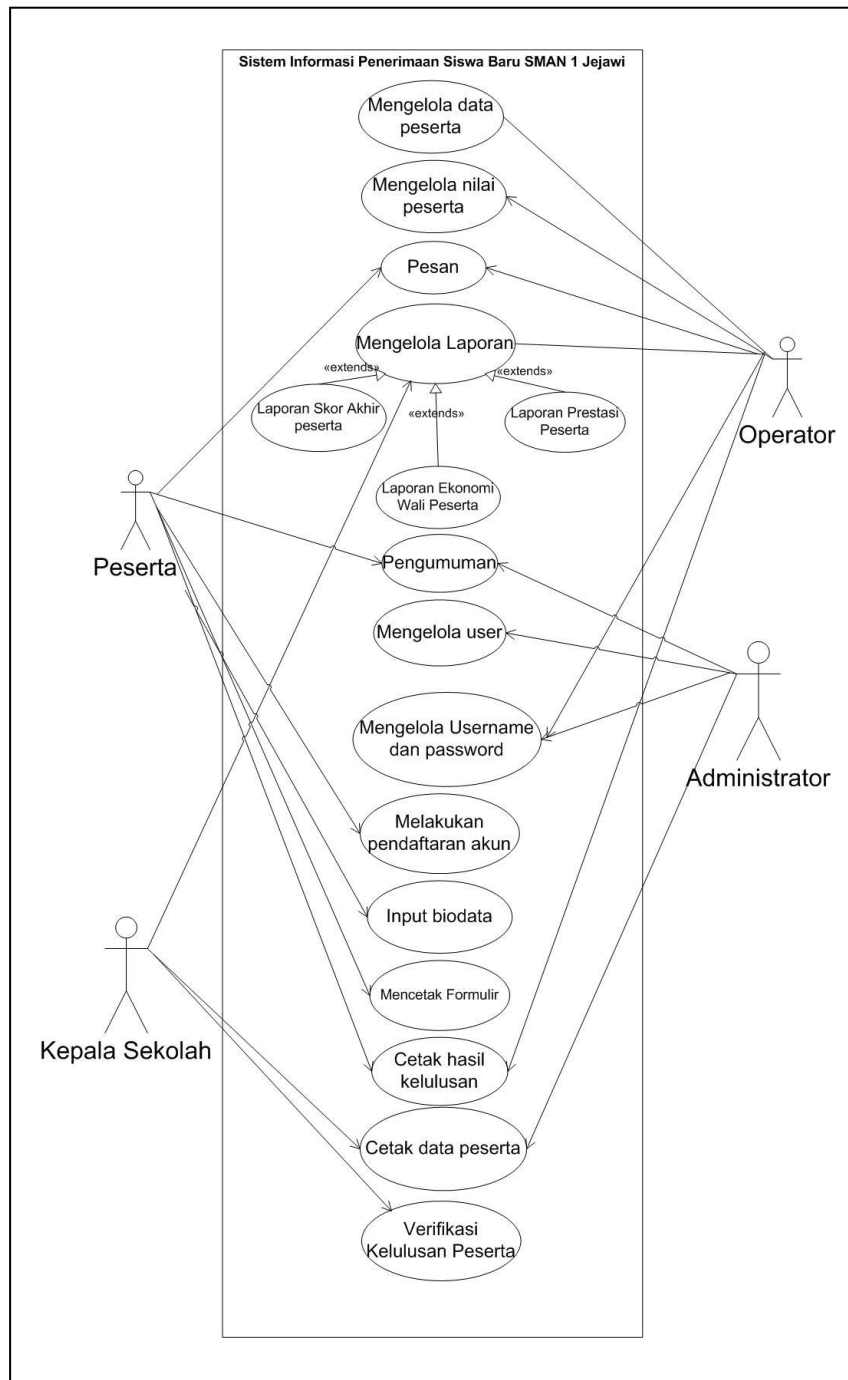 Sistem Informasi Penerimaan Siswa Baru SMAN 1 Jejawi
Mengelola data
peserta
Mengelola nilai
peserta
Pesan
Mengelola Laporan
«extends»
«extends»
Laporan Skor Akhir
peserta
«extends»
Laporan Prestasi
Peserta
Operator
Laporan Ekonomi
Wali Peserta
Peserta
Pengumuman
Mengelola user
Mengelola Username
dan password
Administrator
Melakukan
pendaftaran akun
Input biodata
Mencetak Formulir
Kepala Sekolah
Cetak hasil
kelulusan
Cetak data peserta
Verifikasi
Kelulusan Peserta